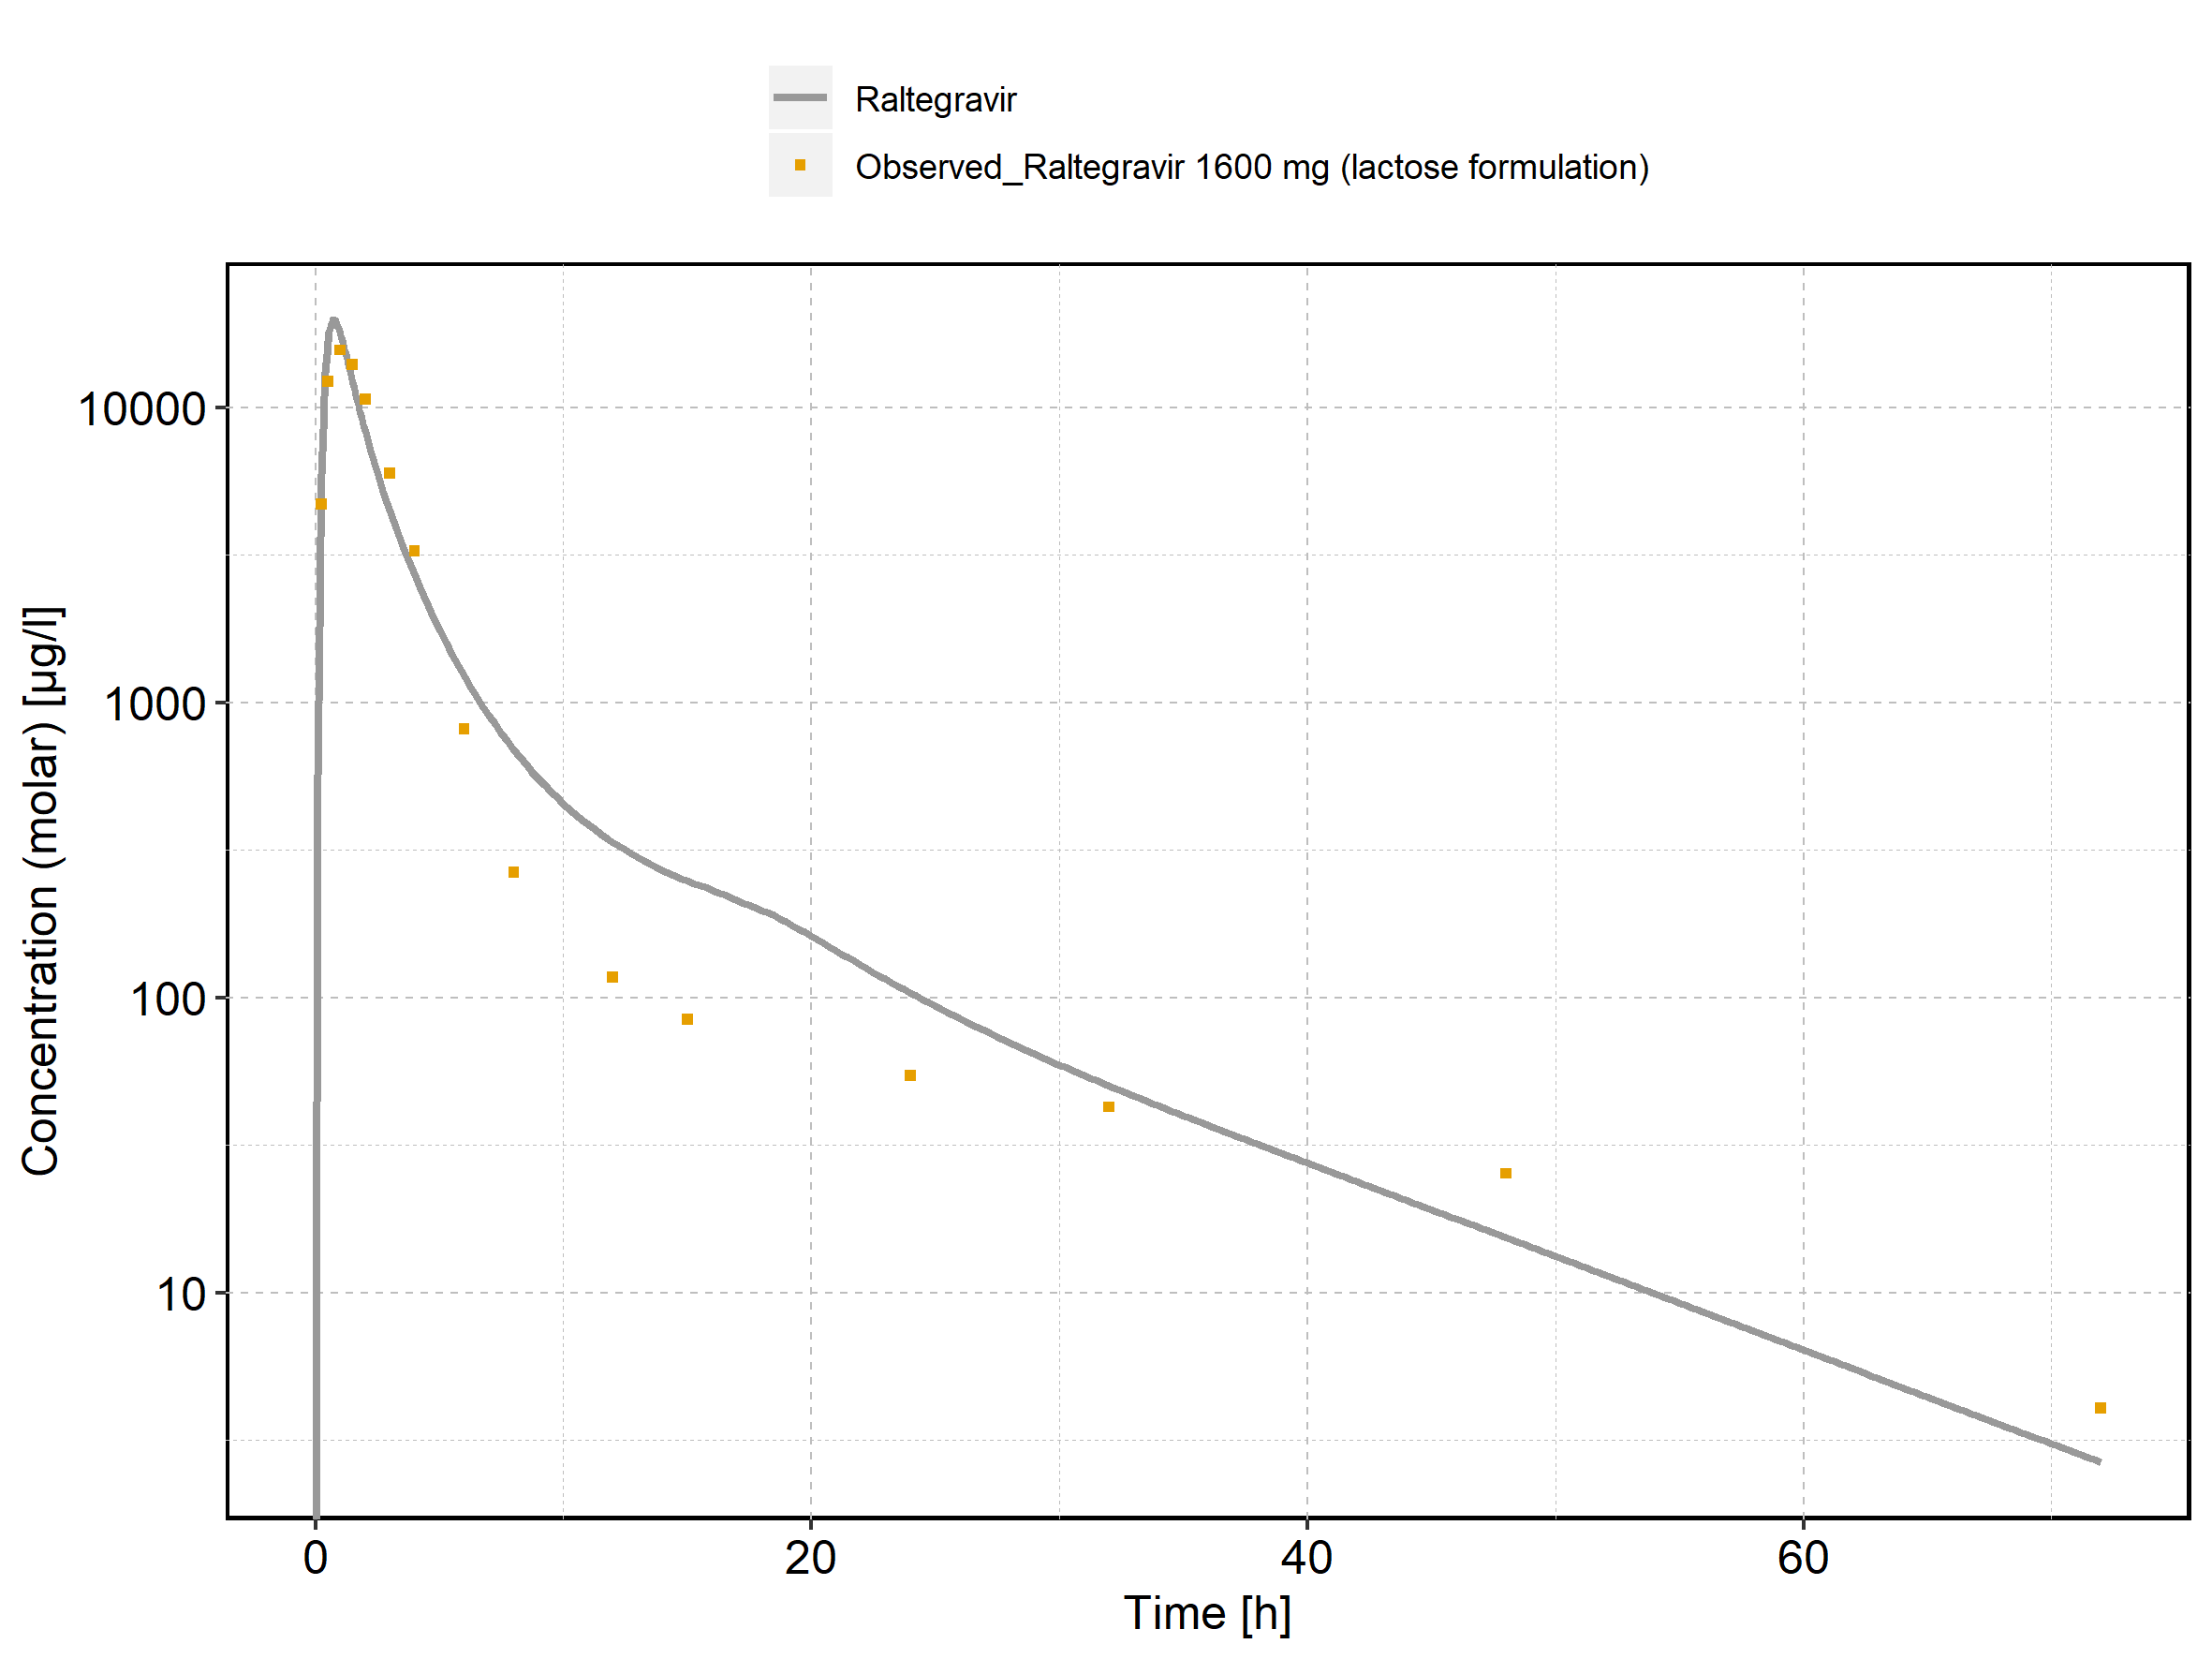 Raltegravir
Observed_Raltegravir 1600 mg (lactose formulation)
Concentration (molar) [µg/l]
10000
1000
100
10
0 20 40 60
Time [h]